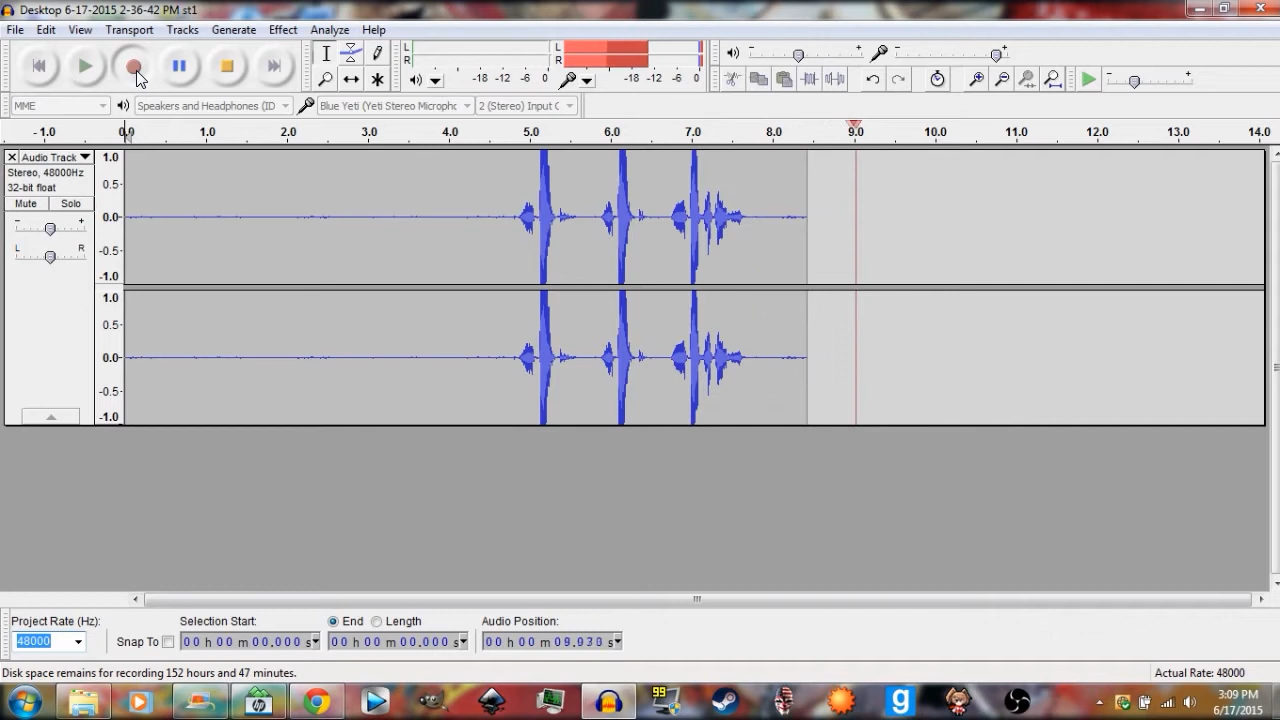 Desktop 6-17-2015 2-36-42 PM st1
File Edit View Transport Tracks Generate Effect Analyze Help
L L
R R
-18 -12 -6 0 -18 -12 -6 0
MME Speakers and Headphones (ID Blue Yeti (Yeti Stereo Microphc 2 (Stereo) Input C
- 1.0 0.0 1.0 2.0 3.0 4.0 5.0 6.0 7.0 8.0 9.0 10.0 11.0 12.0 13.0 14.0
Audio Track 1.0
Stereo, 48000Hz
32-bit float 0.5
Mute Solo
- + 0.0
L R
-0.5
-1.0
1.0
0.5
0.0
-0.5
-1.0
Project Rate (Hz): Selection Start: End Length Audio Position:
48000 Snap To 00 h 00 m 00.000 s 00 h 00 m 00.000 s 00 h 00 m 09.930 s
Disk space remains for recording 152 hours and 47 minutes. Actual Rate: 48000
99
3:09 PM
6/17/2015